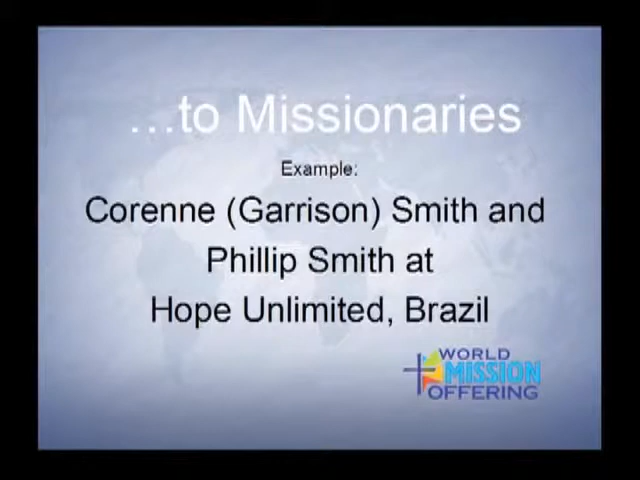 ...to Missionaries
Example:
Corenne (Garrison) Smith and
Phillip Smith at
Hope Unlimited, Brazil
WORLD
MISSION
OFFERING